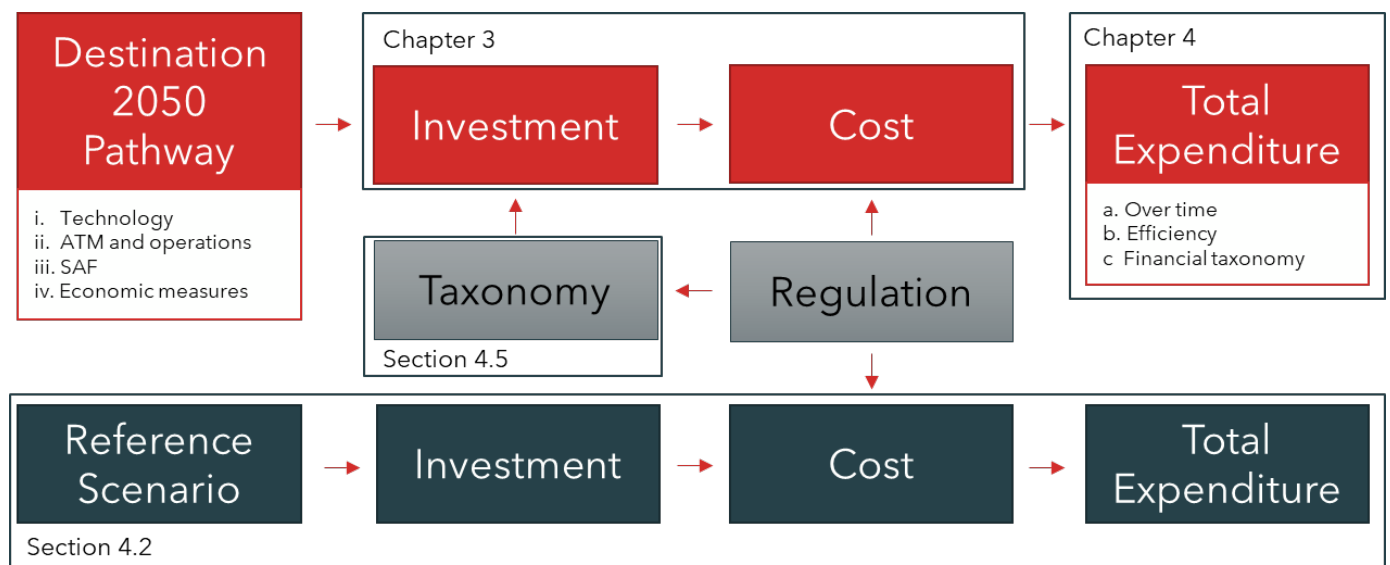 Destination
2050
Pathway
i. Technology
ii. ATM and operations
iii. SAF
iv. Economic measures
Chapter 3
Investment
Cost
Chapter 4
Total
Expenditure
a. Over time
b. Efficiency
c Financial taxonomy
Taxonomy
Section 4.5
Regulation
Reference
Scenario
Investment
Cost
Total
Expenditure
Section 4.2